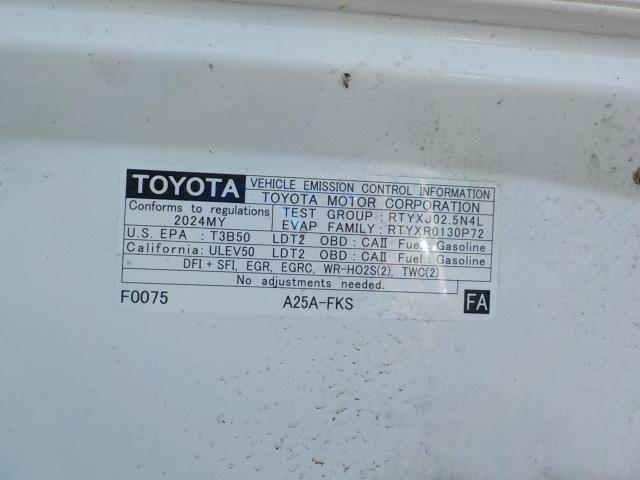 TOYOTA VEHICLE EMISSION CONTROL INFORMATION
TOYOTA MOTOR CORPORATION
Conforms to regulations
2024MY
TEST GROUP : RTYXJ02.5N4L
EVAP FAMILY : RTYXR0130P72
U.S. EPA : T3B50 LDT2 OBD : CAII Fuel : Gasoline
California: ULEV50 LDT2 OBD : CAII Fuel : Gasoline
DFI + SFI, EGR, EGRC, WR-HO2S(2), TWC(2)
No adjustments needed.
F0075 A25A-FKS FA